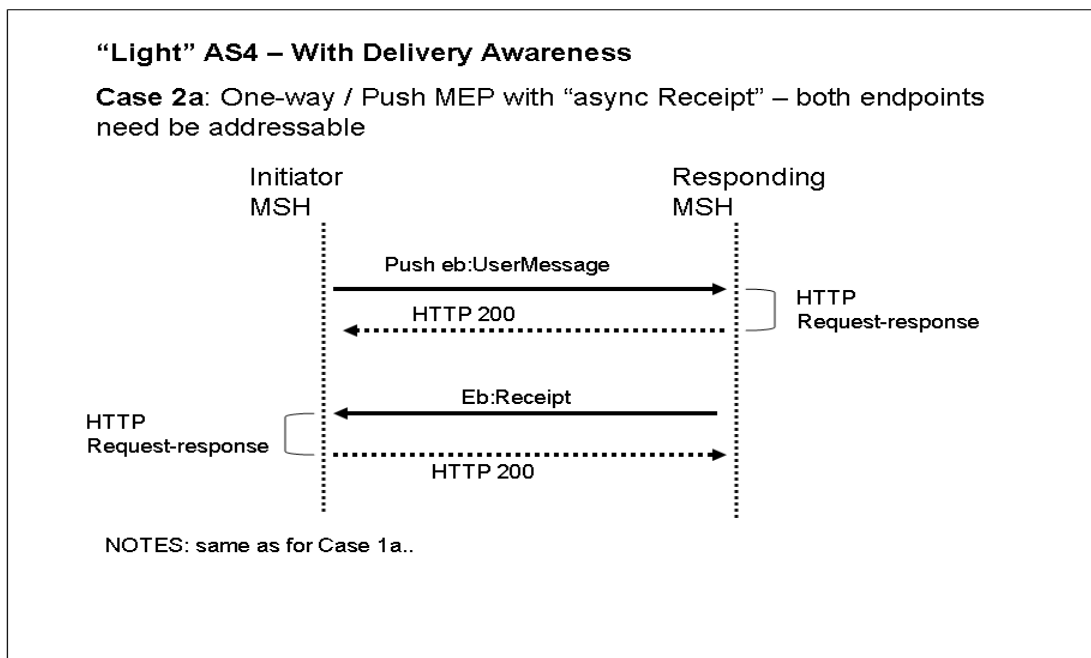 “Light” AS4 – With Delivery Awareness
Case 2a: One-way / Push MEP with “async Receipt” – both endpoints
need be addressable
Initiator
MSH
Responding
MSH
Push eb:UserMessage
HTTP 200
HTTP
Request-response
Eb:Receipt
HTTP
Request-response
HTTP 200
NOTES: same as for Case 1a..